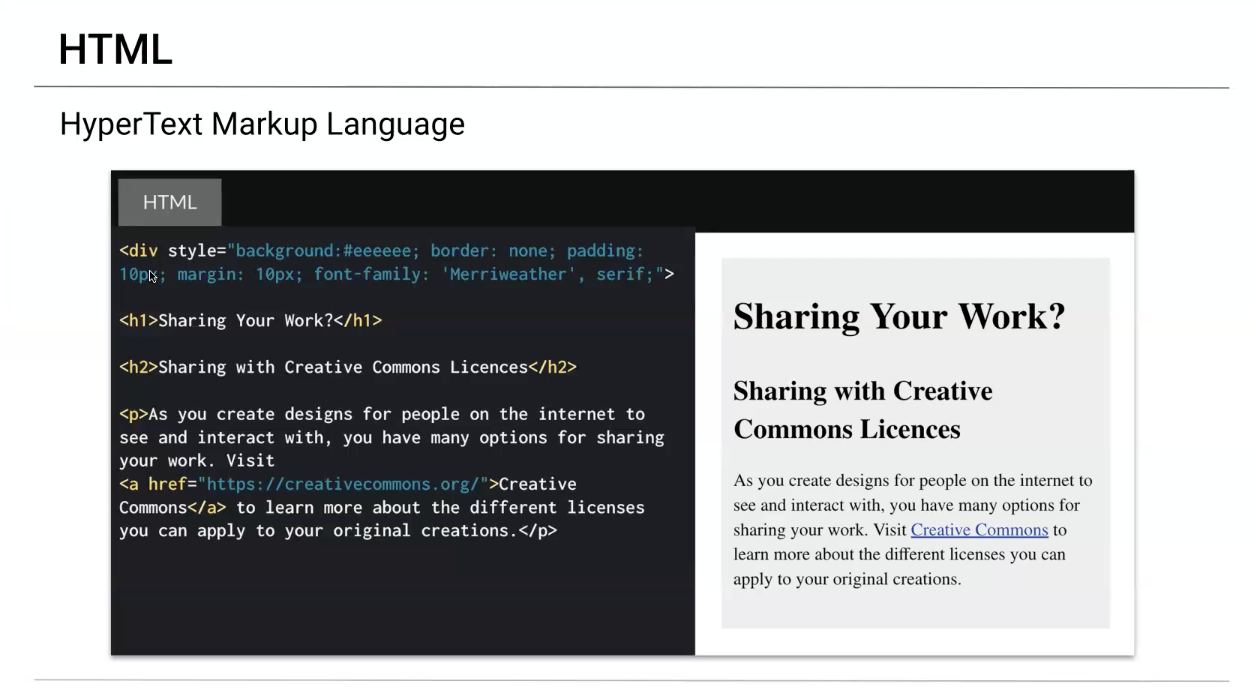 HTML
HyperText Markup Language
HTML
<div style="background:#eeeeee; border: none; padding:
10px; margin: 10px; font-family: 'Merriweather', serif;">
<h1>Sharing Your Work?</h1>
<h2>Sharing with Creative Commons Licences</h2>
<p>As you create designs for people on the internet to
see and interact with, you have many options for sharing
your work. Visit
<a href="https://creativecommons.org/">Creative
Commons</a> to learn more about the different licenses
you can apply to your original creations.</p>
Sharing Your Work?
Sharing with Creative
Commons Licences
As you create designs for people on the internet to
see and interact with, you have many options for
sharing your work. Visit Creative Commons to
learn more about the different licenses you can
apply to your original creations.